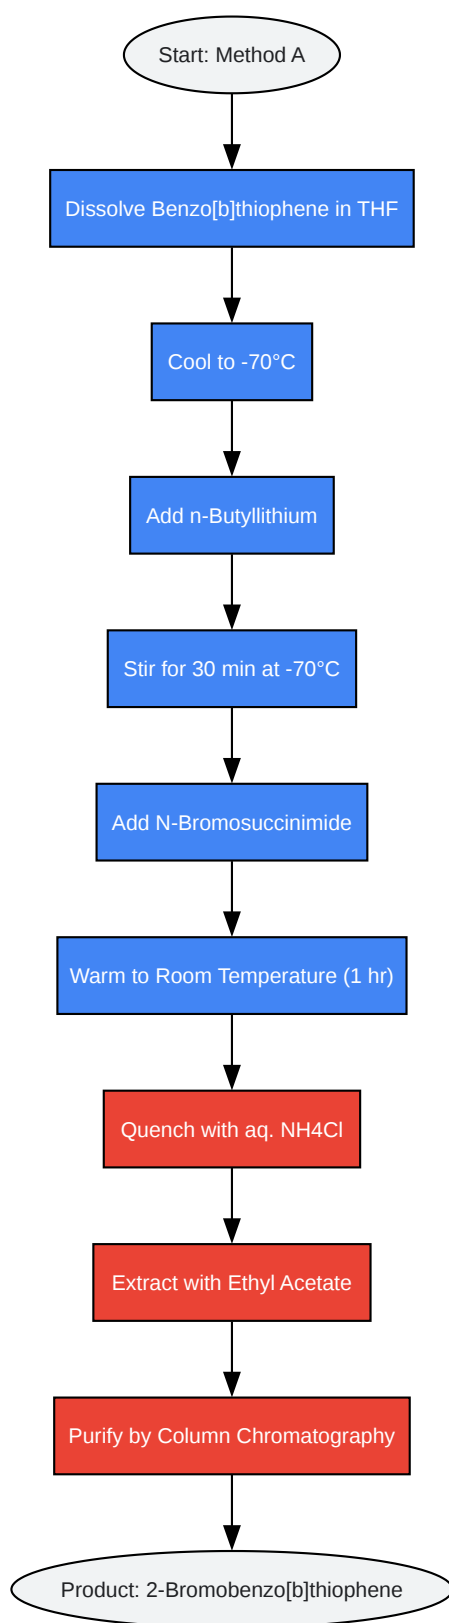 Start: Method A
Dissolve Benzo[b]thiophene in THF
Cool to -70°C
Add n-Butyllithium
Stir for 30 min at -70°C
Add N-Bromosuccinimide
Warm to Room Temperature (1 hr)
Quench with aq. NH4Cl
Extract with Ethyl Acetate
Purify by Column Chromatography
Product: 2-Bromobenzo[b]thiophene